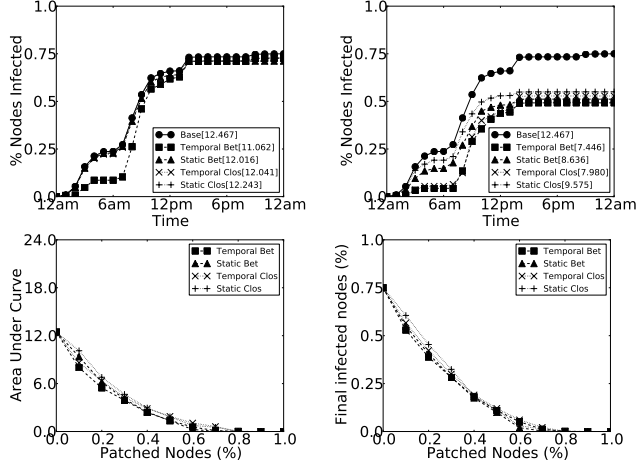 1.0
0.75
0.5
0.25
0.0
% Nodes Infected
12am 6am 12pm 6pm 12am
Time
Base[12.467]
Temporal Bet[11.062]
Static Bet[12.016]
Temporal Clos[12.041]
Static Clos[12.243]
1.0
0.75
0.5
0.25
0.0
% Nodes Infected
12am 6am 12pm 6pm 12am
Time
Base[12.467]
Temporal Bet[7.446]
Static Bet[8.636]
Temporal Clos[7.980]
Static Clos[9.575]
24.0
18.0
12.0
6.0
0.0
Area Under Curve
0.0 0.2 0.4 0.6 0.8 1.0
Patched Nodes (%)
Temporal Bet
Static Bet
Temporal Clos
Static Clos
1.0
0.75
0.5
0.25
0.0
Final infected nodes (%)
0.0 0.2 0.4 0.6 0.8 1.0
Patched Nodes (%)
Temporal Bet
Static Bet
Temporal Clos
Static Clos